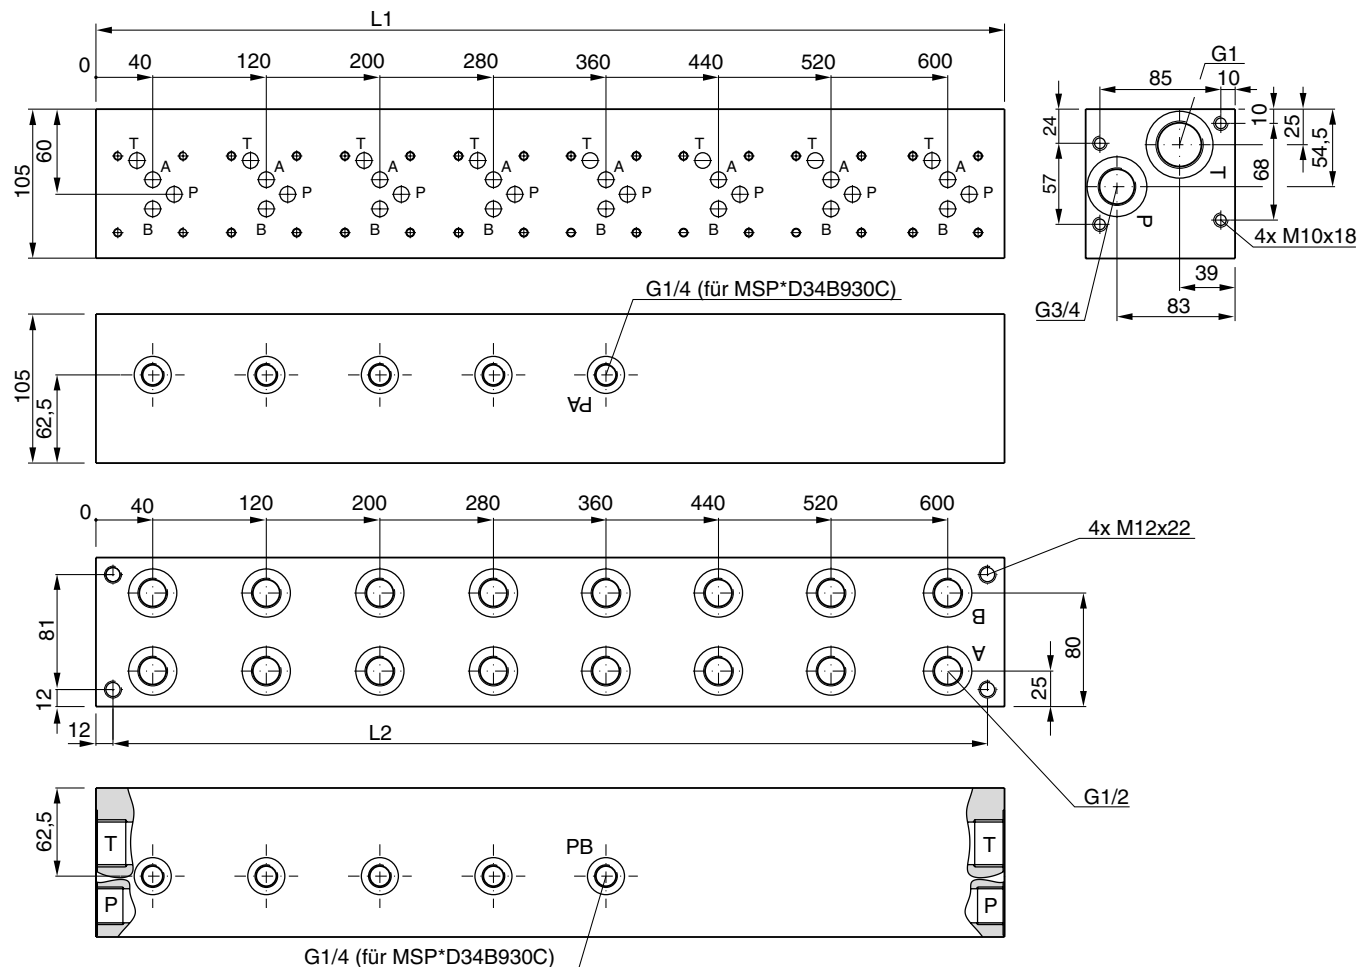 L1
0 40 120 200 280 360 440 520 600
105
60
T A P B T A P B T A P B T A P B T A P B T A P B T A P B T A P B
G1
85 10
24
57
10
25
68
54,5
T
P
4x M10x18
39
G3/4
83
G1/4 (für MSP*D34B930C)
105
62,5
PA
0 40 120 200 280 360 440 520 600
4x M12x22
81
12
B
A
80
25
12
L2
G1/2
62,5
T
P
PB
T
P
G1/4 (für MSP*D34B930C)